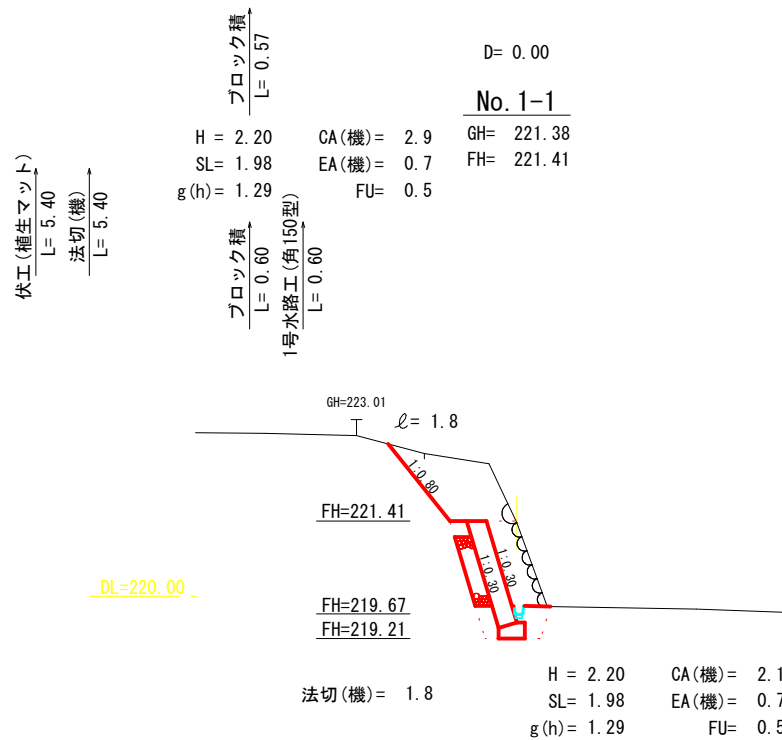 ブロック積
L= 0.57
D= 0.00
No.1-1
GH= 221.38
FH= 221.41
H = 2.20 CA(機)= 2.9
SL= 1.98 EA(機)= 0.7
g(h)= 1.29 FU= 0.5
伏工(植生マット)
L= 5.40
法切(機)
L= 5.40
ブロック積
L= 0.60
1号水路工(角150型)
L= 0.60
GH=223.01
ℓ= 1.8
1:0.80
FH=221.41
1:0.30
1:0.30
DL=220.00
FH=219.67
FH=219.21
法切(機)= 1.8
H = 2.20 CA(機)= 2.1
SL= 1.98 EA(機)= 0.7
g(h)= 1.29 FU= 0.5